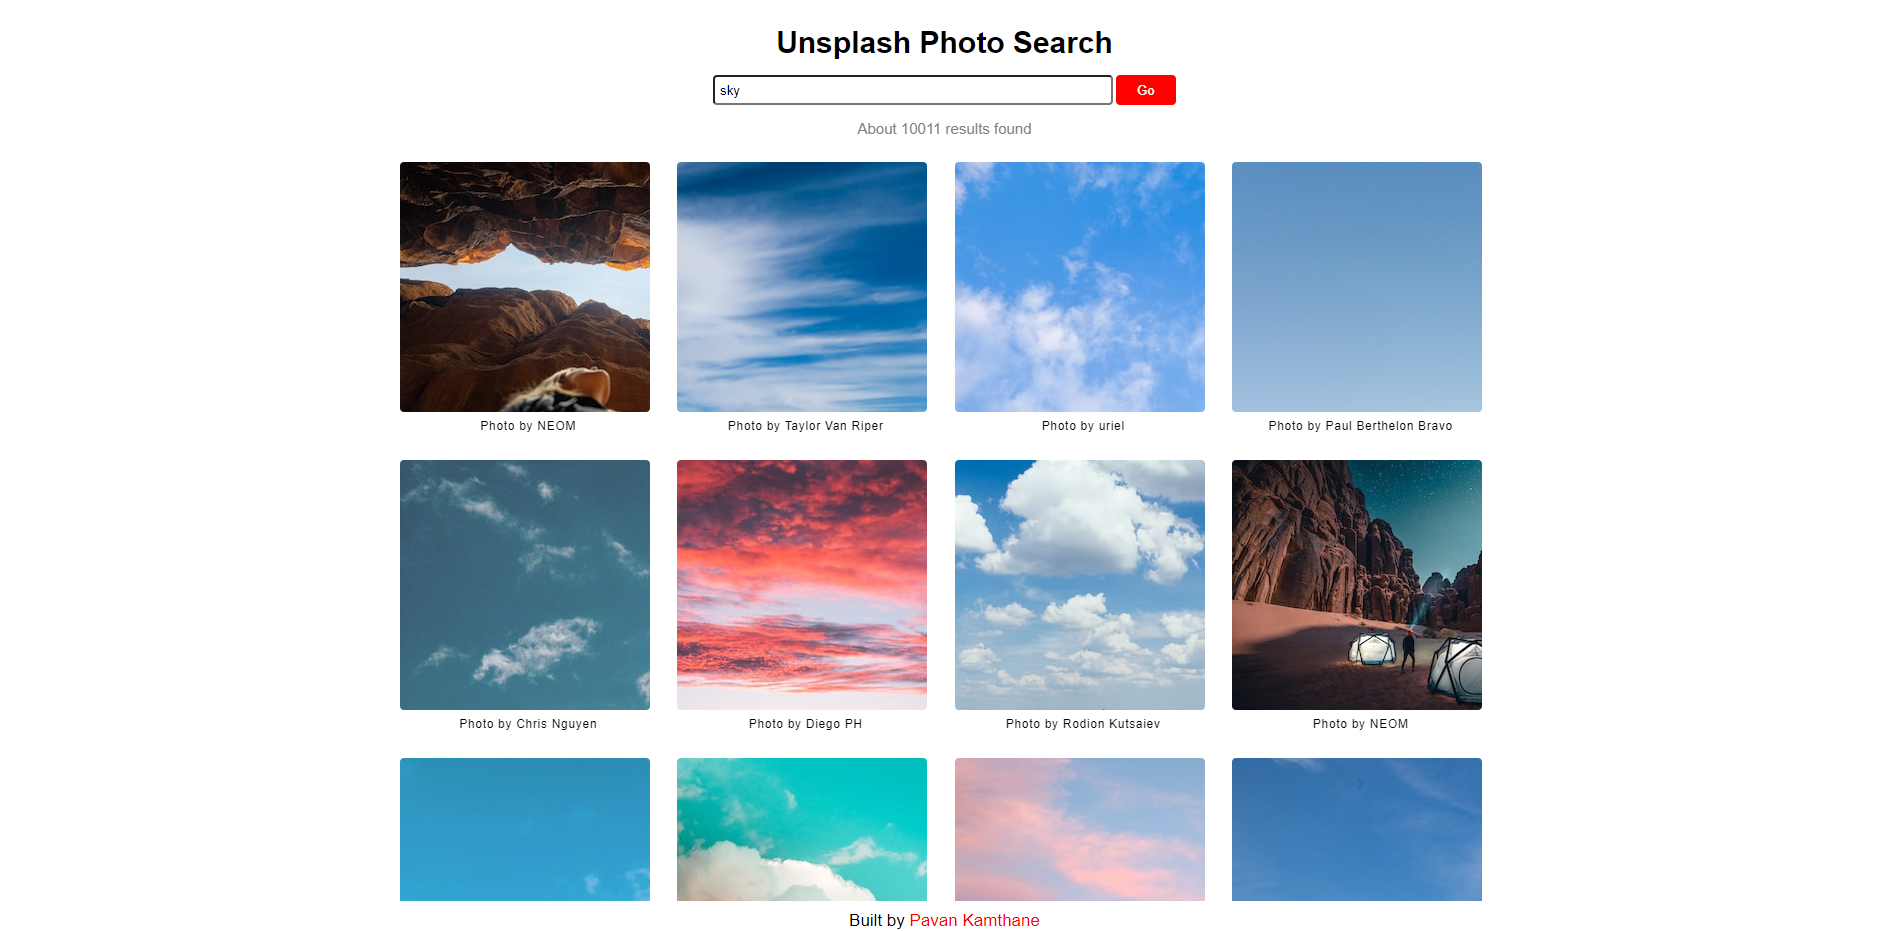 Unsplash Photo Search
sky
Go
About 10011 results found
Photo by NEOM
Photo by Taylor Van Riper
Photo by uriel
Photo by Paul Berthelon Bravo
Photo by Chris Nguyen
Photo by Diego PH
Photo by Rodion Kutsaiev
Photo by NEOM
Built by Pavan Kamthane